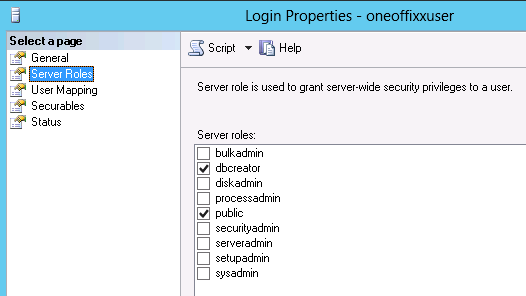 Login Properties - oneoffixxuser
Select a page
General
Server Roles
User Mapping
Securables
Status
Script
Help
Server role is used to grant server-wide security privileges to a user.
Server roles:
bulkadmin
dbcreator
diskadmin
processadmin
public
securityadmin
serveradmin
setupadmin
sysadmin